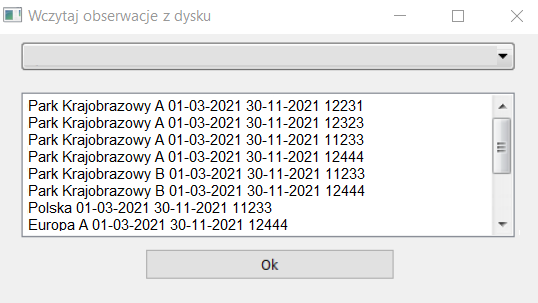 Wczytaj obserwacje z dysku
Park Krajobrazowy A 01-03-2021 30-11-2021 12231
Park Krajobrazowy A 01-03-2021 30-11-2021 12323
Park Krajobrazowy A 01-03-2021 30-11-2021 11233
Park Krajobrazowy A 01-03-2021 30-11-2021 12444
Park Krajobrazowy B 01-03-2021 30-11-2021 11233
Park Krajobrazowy B 01-03-2021 30-11-2021 12444
Polska 01-03-2021 30-11-2021 11233
Europa A 01-03-2021 30-11-2021 12444
Ok